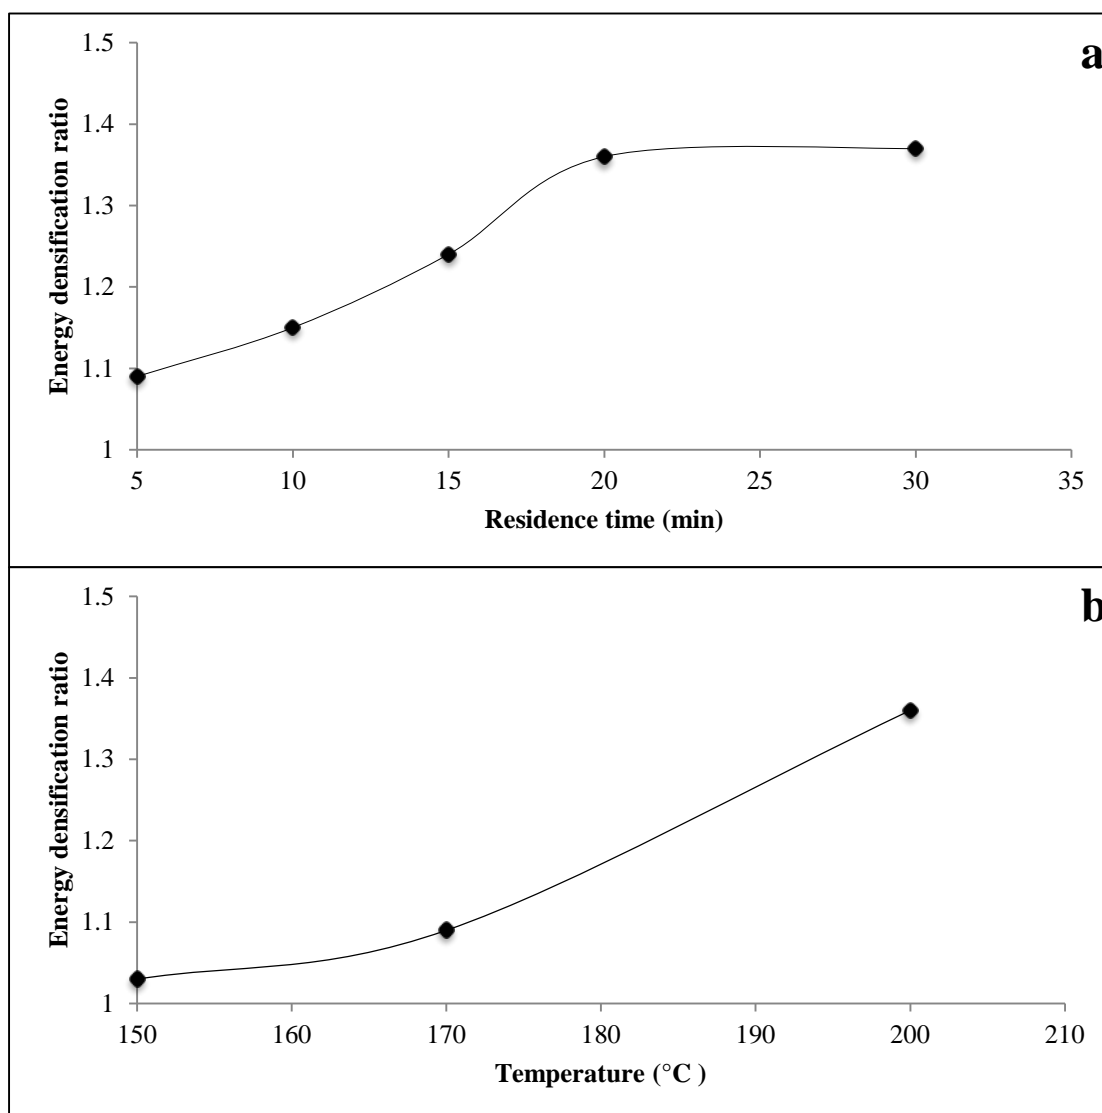 a
Energy densification ratio
1.5
1.4
1.3
1.2
1.1
1
5 10 15 20 25 30 35
Residence time (min)
b
Energy densification ratio
1.5
1.4
1.3
1.2
1.1
1
150 160 170 180 190 200 210
Temperature (°C )